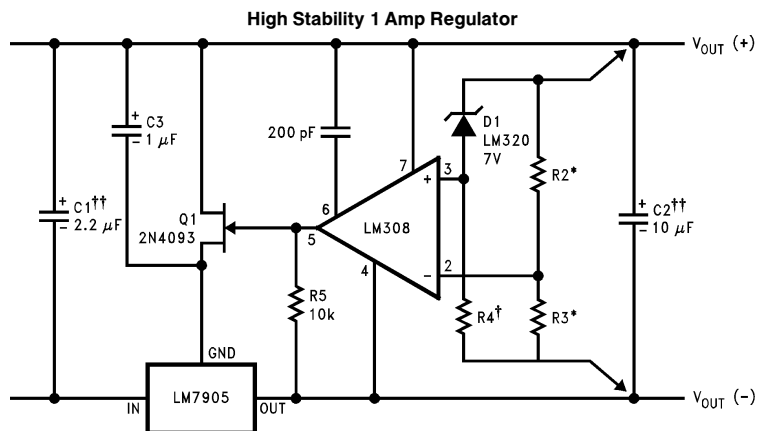 High Stability 1 Amp Regulator
VOUT (+)
C3
1 µF
+
−
200 pF
7
D1
LM320
7V
3
+
R2*
6
C1††
2.2 µF
+
−
Q1
2N4093
5
LM308
C2††
10 µF
+
−
4
−
2
R5
10k
R4†
R3*
GND
IN
LM7905
OUT
VOUT (−)